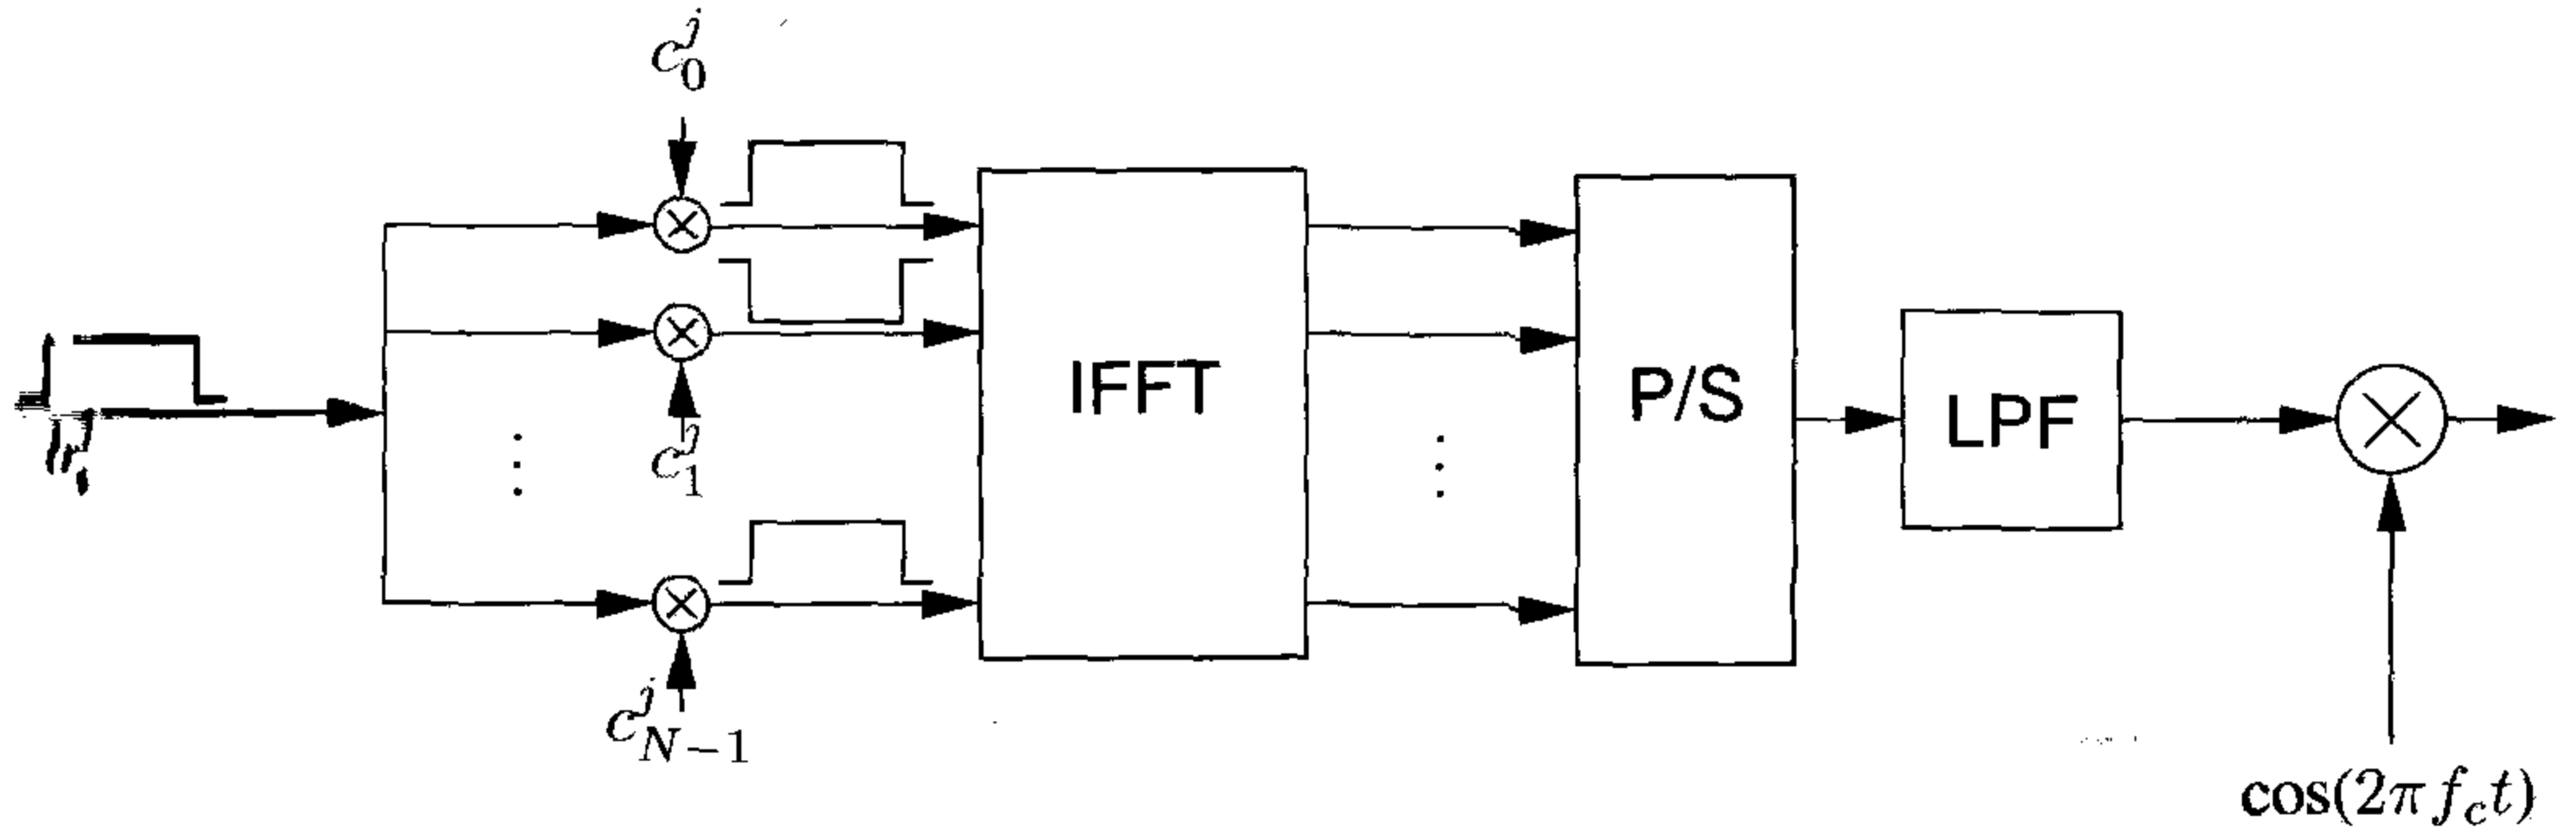 c_0^j
IFFT
P/S
LPF
c_1^j
c_{N-1}^j
cos(2πf_ct)